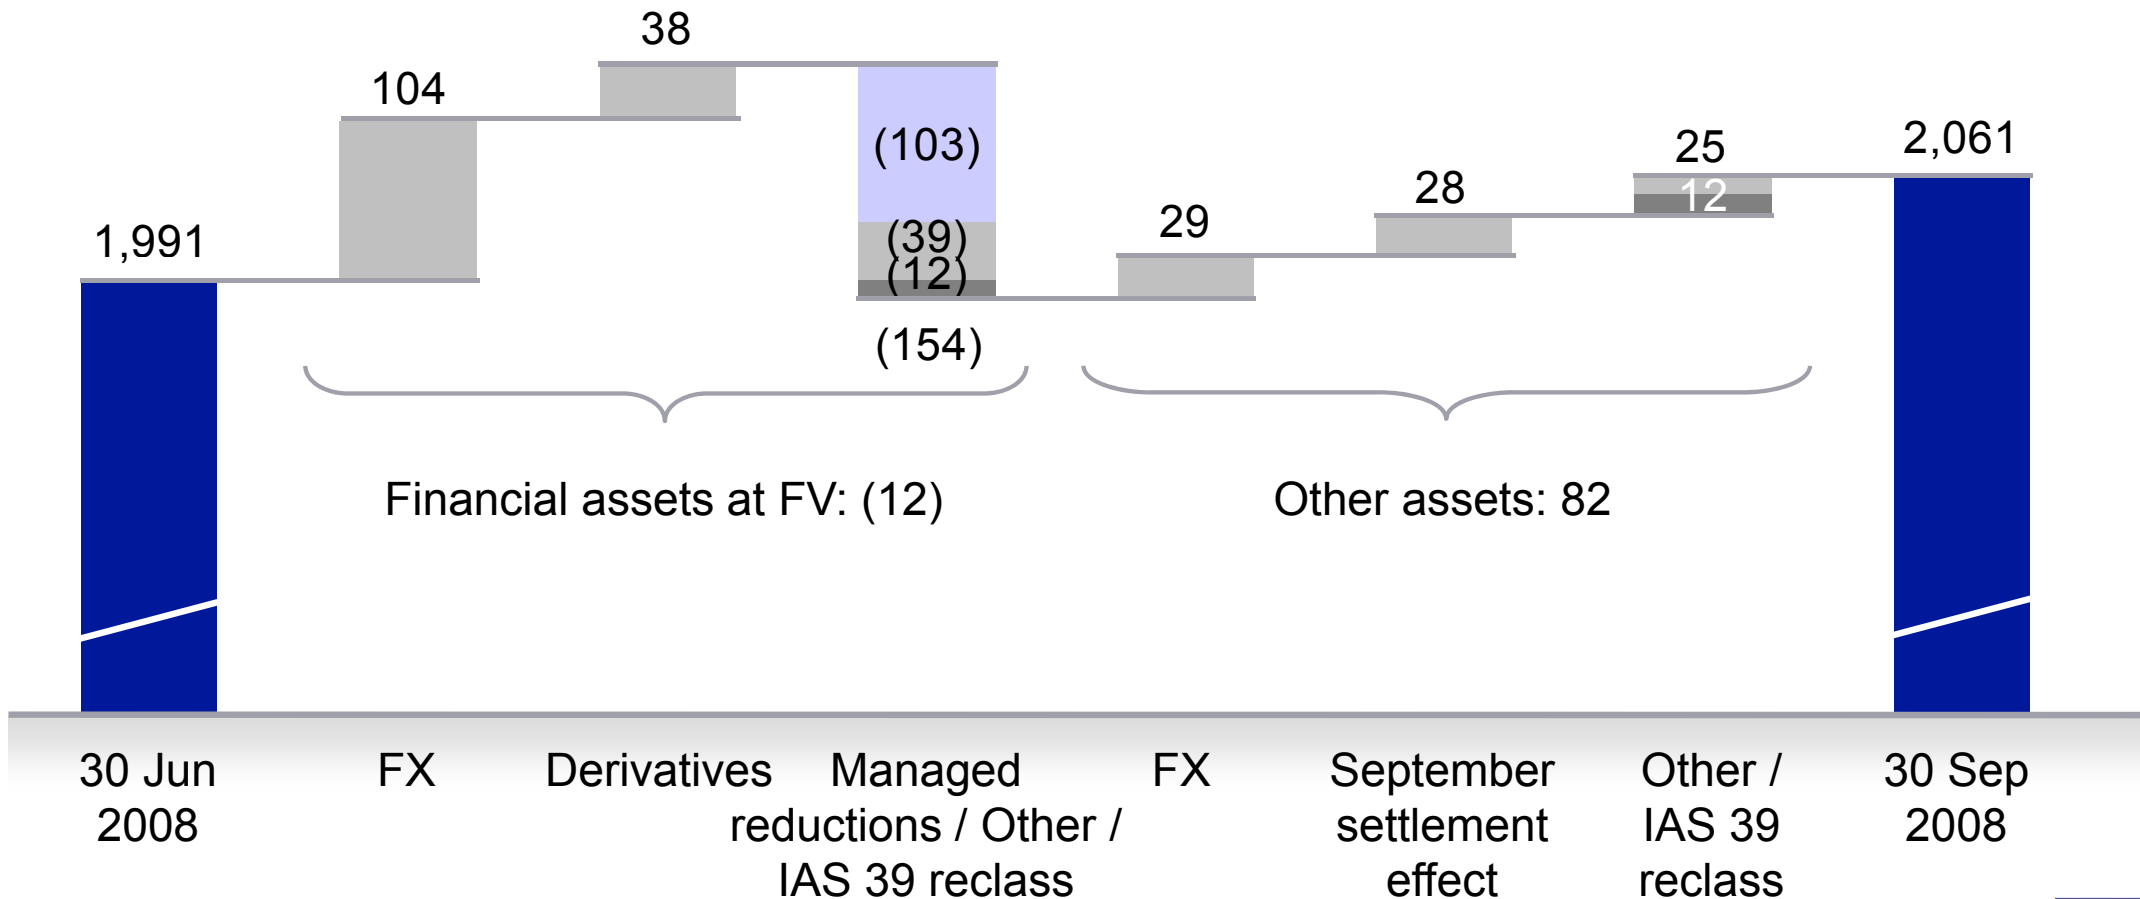 38
104
(103)
25
2,061
12
28
29
(39)
1,991
(12)
(154)
Financial assets at FV: (12)
Other assets: 82
30 Jun
2008
FX
Derivatives
Managed
reductions / Other /
IAS 39 reclass
FX
September
settlement
effect
Other /
IAS 39
reclass
30 Sep
2008